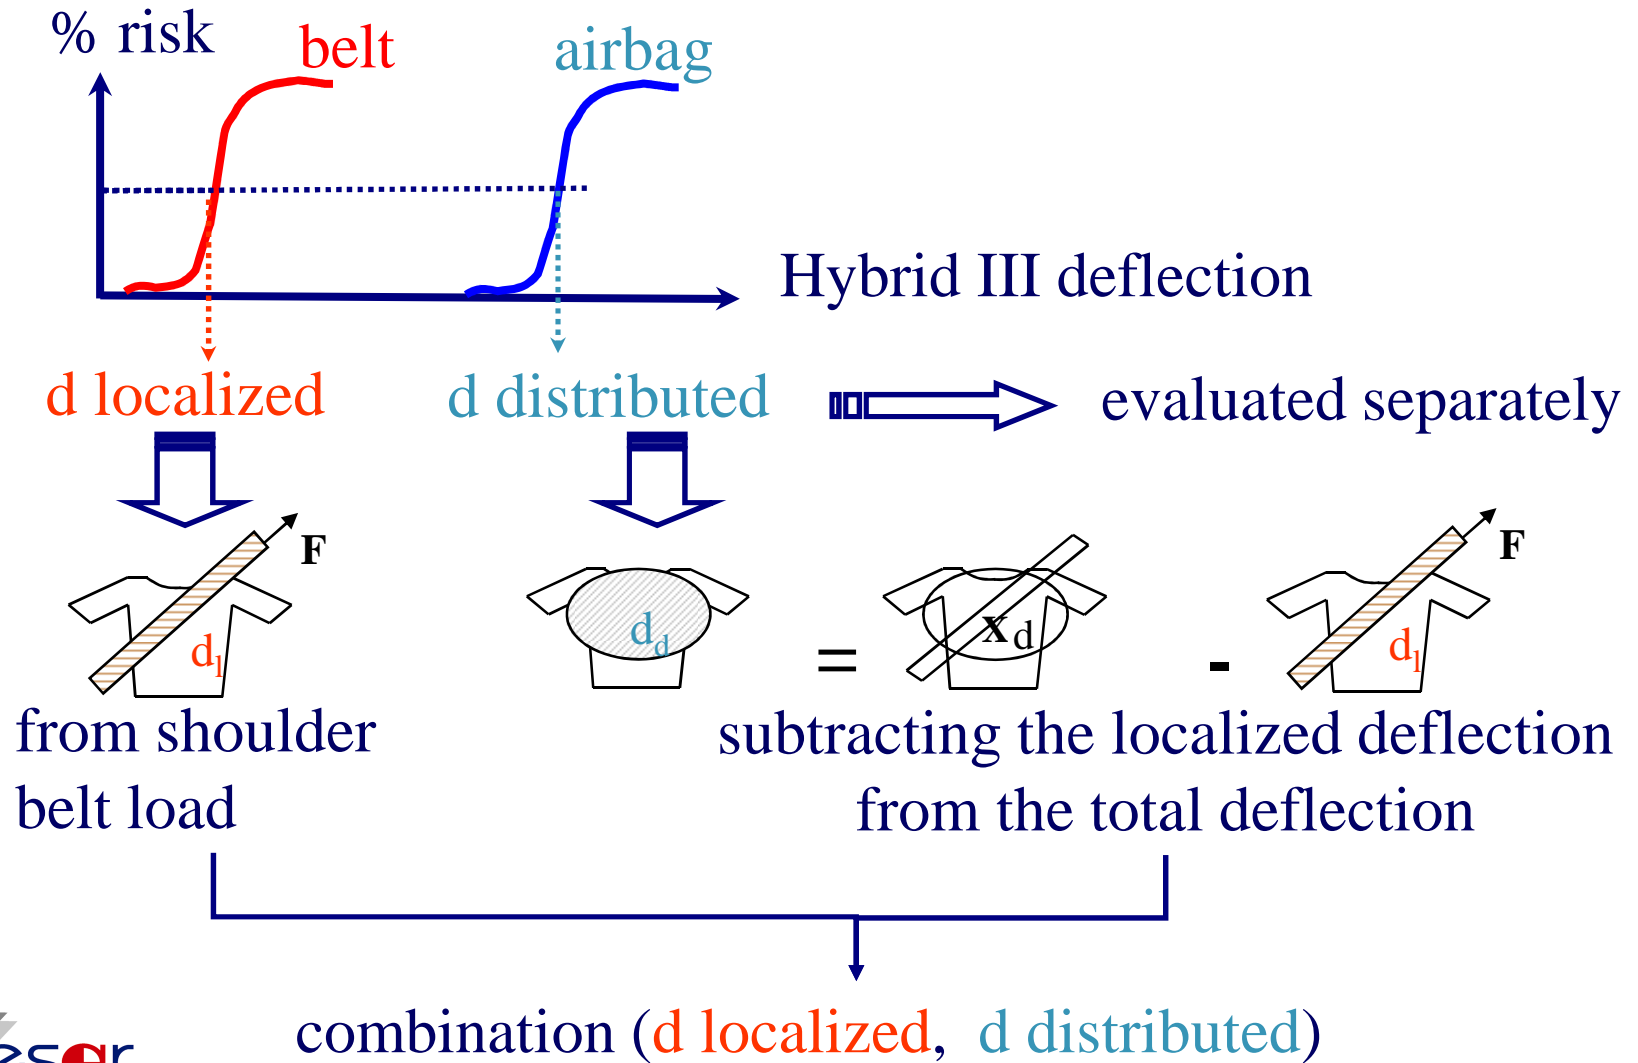 % risk
belt
airbag
Hybrid III deflection
d localized
d distributed
evaluated separately
F
F
dl
dd
=
x d
-
dl
from shoulder
belt load
subtracting the localized deflection
from the total deflection
combination (d localized, d distributed)